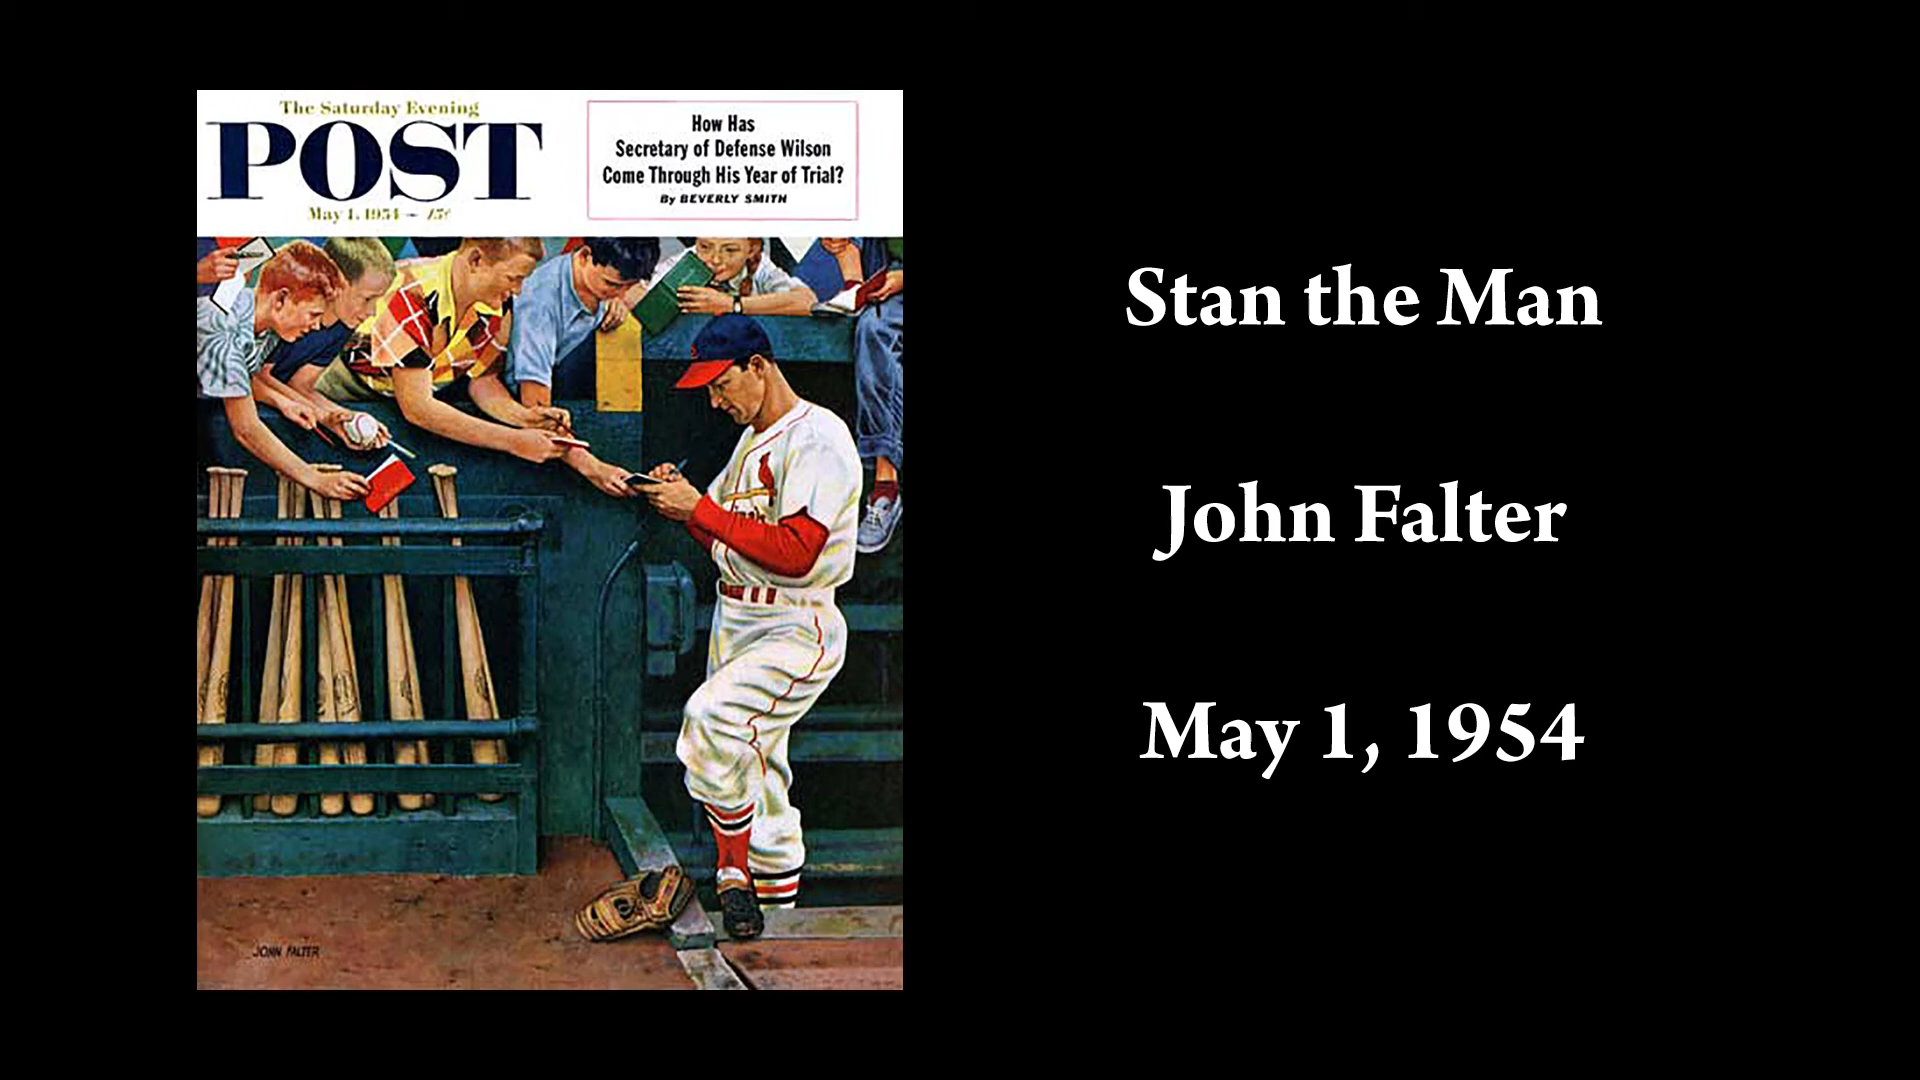 The Saturday Evening
POST
May 1, 1954 – 15¢
How Has
Secretary of Defense Wilson
Come Through His Year of Trial?
By BEVERLY SMITH
JOHN FALTER
Stan the Man
John Falter
May 1, 1954